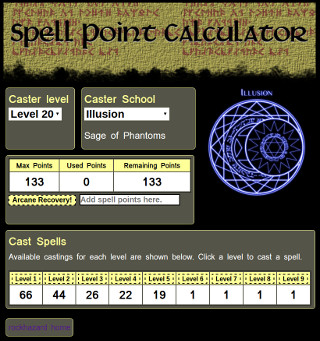 Spell Point Calculator
Caster level
Level 20
Caster School
Illusion
Sage of Phantoms
Illusion
Max Points Used Points Remaining Points
133 0 133
Arcane Recovery! Add spell points here.
Cast Spells
Available castings for each level are shown below. Click a level to cast a spell.
Level 1 Level 2 Level 3 Level 4 Level 5 Level 6 Level 7 Level 8 Level 9
66 44 26 22 19 1 1 1 1
home